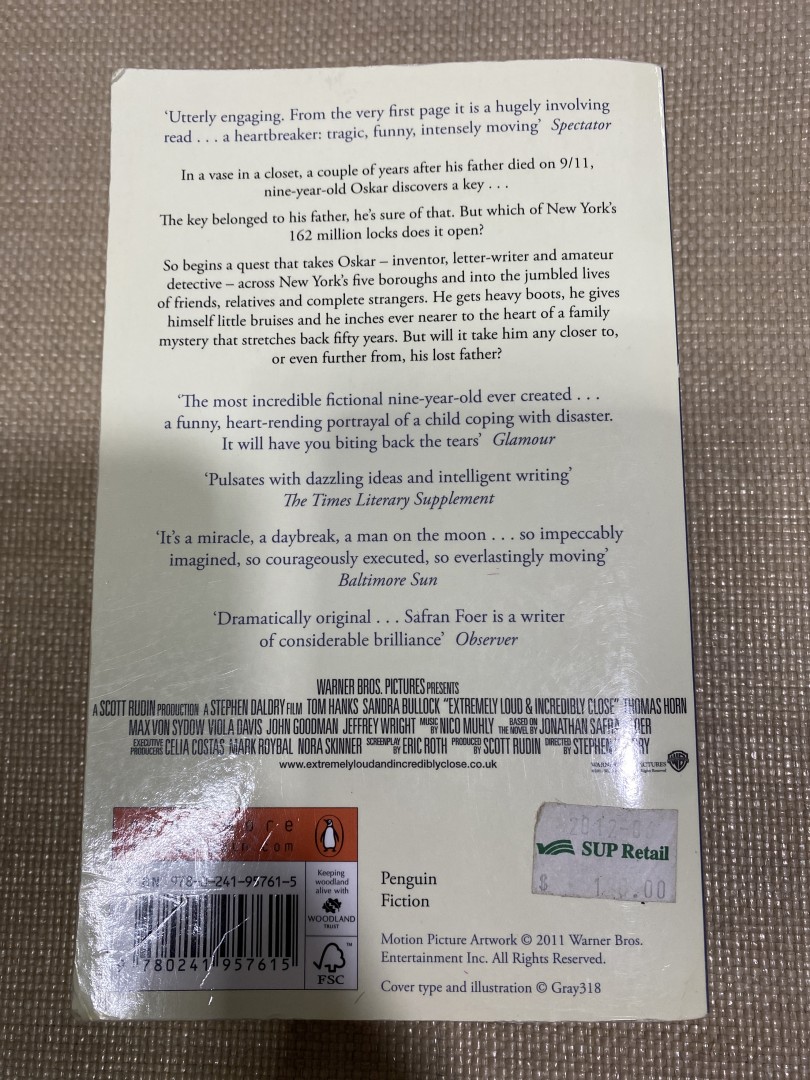 ‘Utterly engaging. From the very first page it is a hugely involving
read . . . a heartbreaker: tragic, funny, intensely moving’ Spectator
In a vase in a closet, a couple of years after his father died on 9/11,
nine-year-old Oskar discovers a key . . .
The key belonged to his father, he’s sure of that. But which of New York’s
162 million locks does it open?
So begins a quest that takes Oskar – inventor, letter-writer and amateur
detective – across New York’s five boroughs and into the jumbled lives
of friends, relatives and complete strangers. He gets heavy boots, he gives
himself little bruises and he inches ever nearer to the heart of a family
mystery that stretches back fifty years. But will it take him any closer to,
or even further from, his lost father?
‘The most incredible fictional nine-year-old ever created . . .
a funny, heart-rending portrayal of a child coping with disaster.
It will have you biting back the tears’ Glamour
‘Pulsates with dazzling ideas and intelligent writing’
The Times Literary Supplement
‘It’s a miracle, a daybreak, a man on the moon . . . so impeccably
imagined, so courageously executed, so everlastingly moving’
Baltimore Sun
‘Dramatically original . . . Safran Foer is a writer
of considerable brilliance’ Observer
WARNER BROS. PICTURES PRESENTS
A SCOTT RUDIN PRODUCTION A STEPHEN DALDRY FILM TOM HANKS SANDRA BULLOCK “EXTREMELY LOUD & INCREDIBLY CLOSE” THOMAS HORN
MAX VON SYDOW VIOLA DAVIS JOHN GOODMAN JEFFREY WRIGHT MUSIC BY NICO MUHLY BASED ON THE NOVEL BY JONATHAN
EXECUTIVE PRODUCERS CELIA COSTAS MARK ROYBAL NORA SKINNER SCREENPLAY BY ERIC ROTH PRODUCED BY SCOTT RUDIN DIRECTED BY STEPHEN
www.extremelyloudandincrediblyclose.co.uk
WB
978-0-241-95761-5
9 780241 957615
Keeping
woodland
alive with
WOODLAND
TRUST
FSC
™
Penguin
Fiction
SUP Retail
$
Motion Picture Artwork © 2011 Warner Bros.
Entertainment Inc. All Rights Reserved.
Cover type and illustration © Gray318